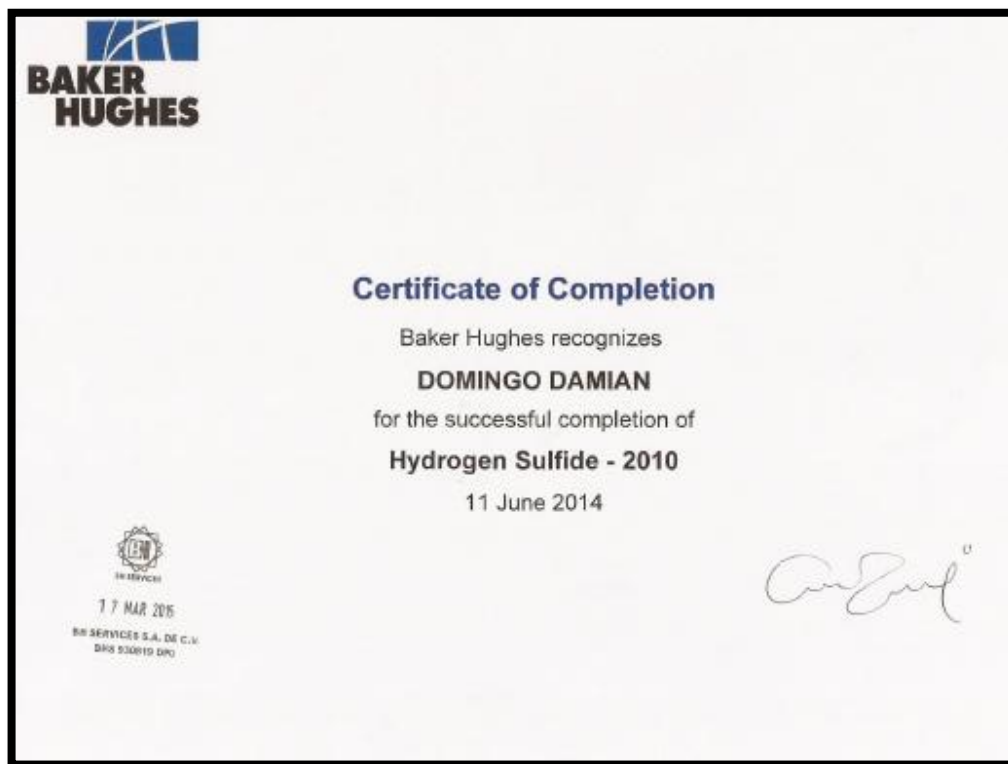 BAKER
HUGHES
Certificate of Completion
Baker Hughes recognizes
DOMINGO DAMIAN
for the successful completion of
Hydrogen Sulfide - 2010
11 June 2014
17 MAR 2015
SERVICES S.A. DE C.V.